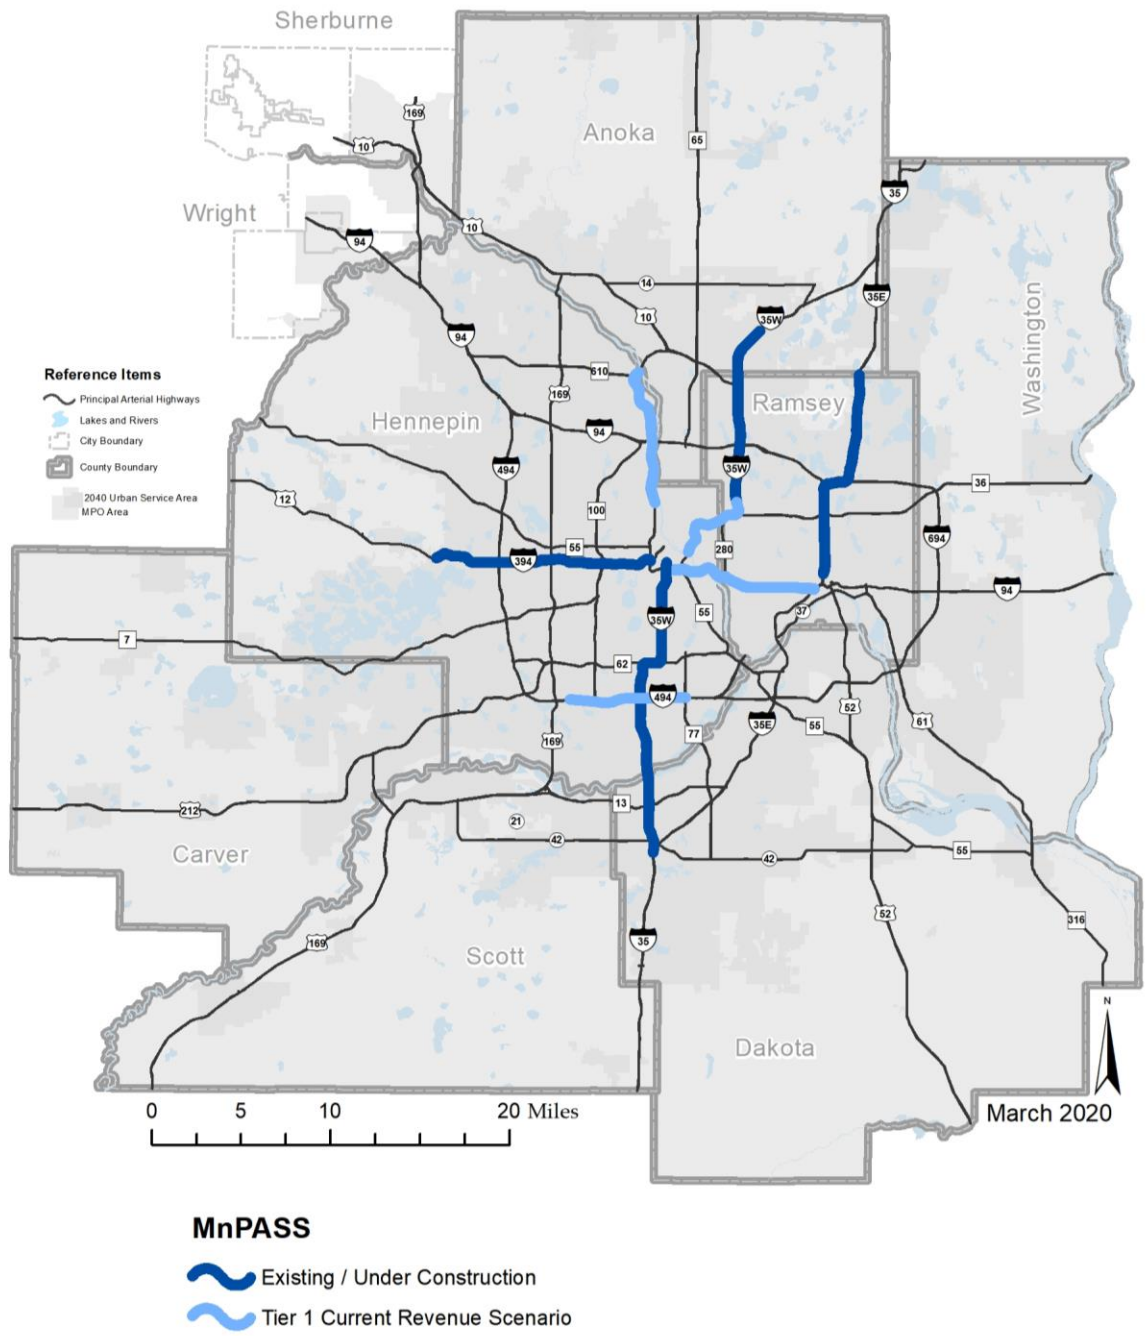 Sherburne
169
10
Anoka
65
35
Wright
10
94
14
35E
10
35W
94
Washington
Reference Items
Principal Arterial Highways
Lakes and Rivers
City Boundary
County Boundary
2040 Urban Service Area
MPO Area
610
169
Hennepin
Ramsey
94
494
35W
36
12
100
694
55
280
394
94
55
37
35W
7
62
494
52
61
35E
55
77
169
212
13
21
42
42
55
Carver
52
316
169
35
Scott
N
Dakota
0 5 10 20 Miles
March 2020
MnPASS
Existing / Under Construction
Tier 1 Current Revenue Scenario